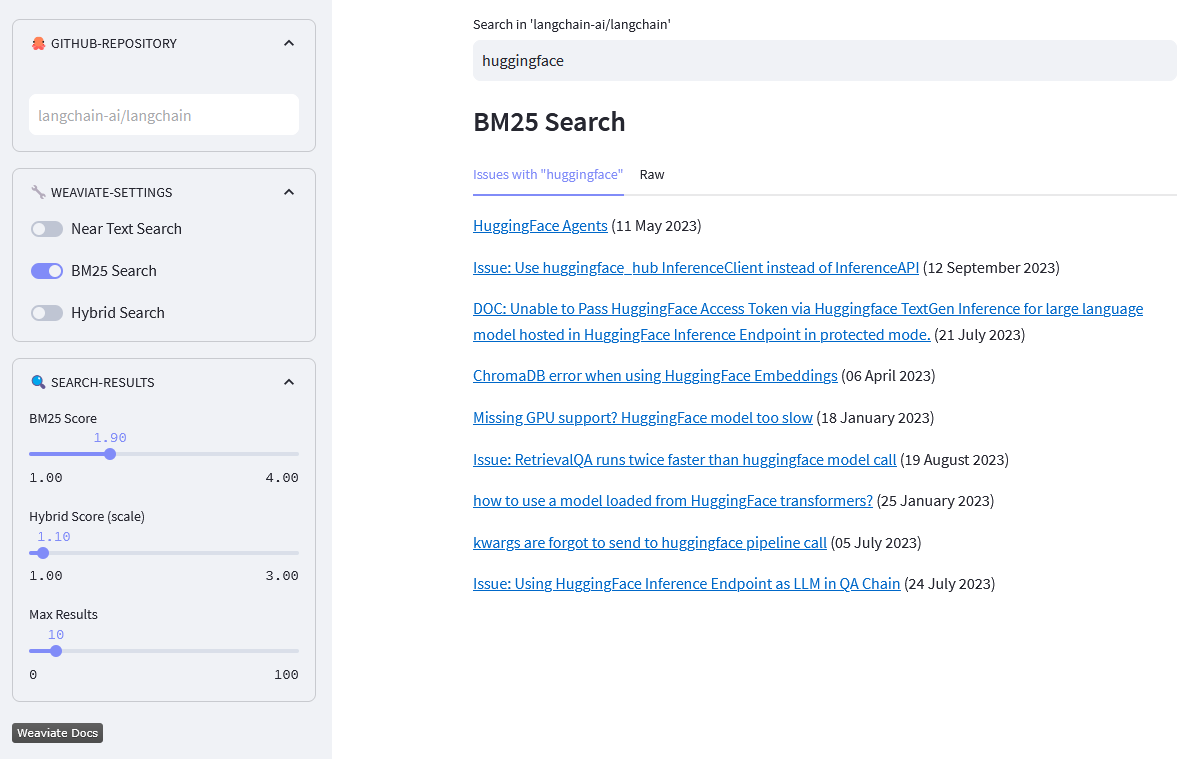 GITHUB-REPOSITORY
langchain-ai/langchain
WEAVIATE-SETTINGS
Near Text Search
BM25 Search
Hybrid Search
SEARCH-RESULTS
BM25 Score
1.90
1.00 4.00
Hybrid Score (scale)
1.10
1.00 3.00
Max Results
10
0 100
Weaviate Docs
Search in 'langchain-ai/langchain'
huggingface
BM25 Search
Issues with "huggingface" Raw
HuggingFace Agents (11 May 2023)
Issue: Use huggingface_hub InferenceClient instead of InferenceAPI (12 September 2023)
DOC: Unable to Pass HuggingFace Access Token via Huggingface TextGen Inference for large language
model hosted in HuggingFace Inference Endpoint in protected mode. (21 July 2023)
ChromaDB error when using HuggingFace Embeddings (06 April 2023)
Missing GPU support? HuggingFace model too slow (18 January 2023)
Issue: RetrievalQA runs twice faster than huggingface model call (19 August 2023)
how to use a model loaded from HuggingFace transformers? (25 January 2023)
kwargs are forgot to send to huggingface pipeline call (05 July 2023)
Issue: Using HuggingFace Inference Endpoint as LLM in QA Chain (24 July 2023)